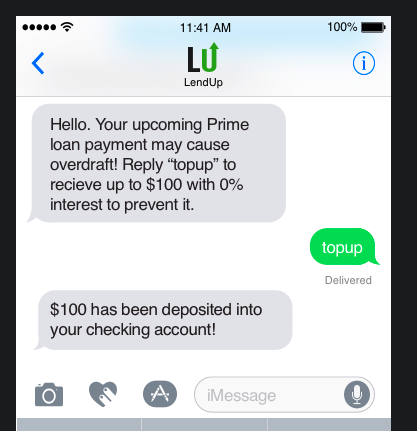 11:41 AM
100%
LU
LendUp
Hello. Your upcoming Prime
loan payment may cause
overdraft! Reply “topup” to
recieve up to $100 with 0%
interest to prevent it.
topup
Delivered
$100 has been deposited into
your checking account!
iMessage